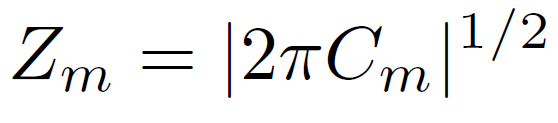 Z_m = |2πC_m|^{1/2}